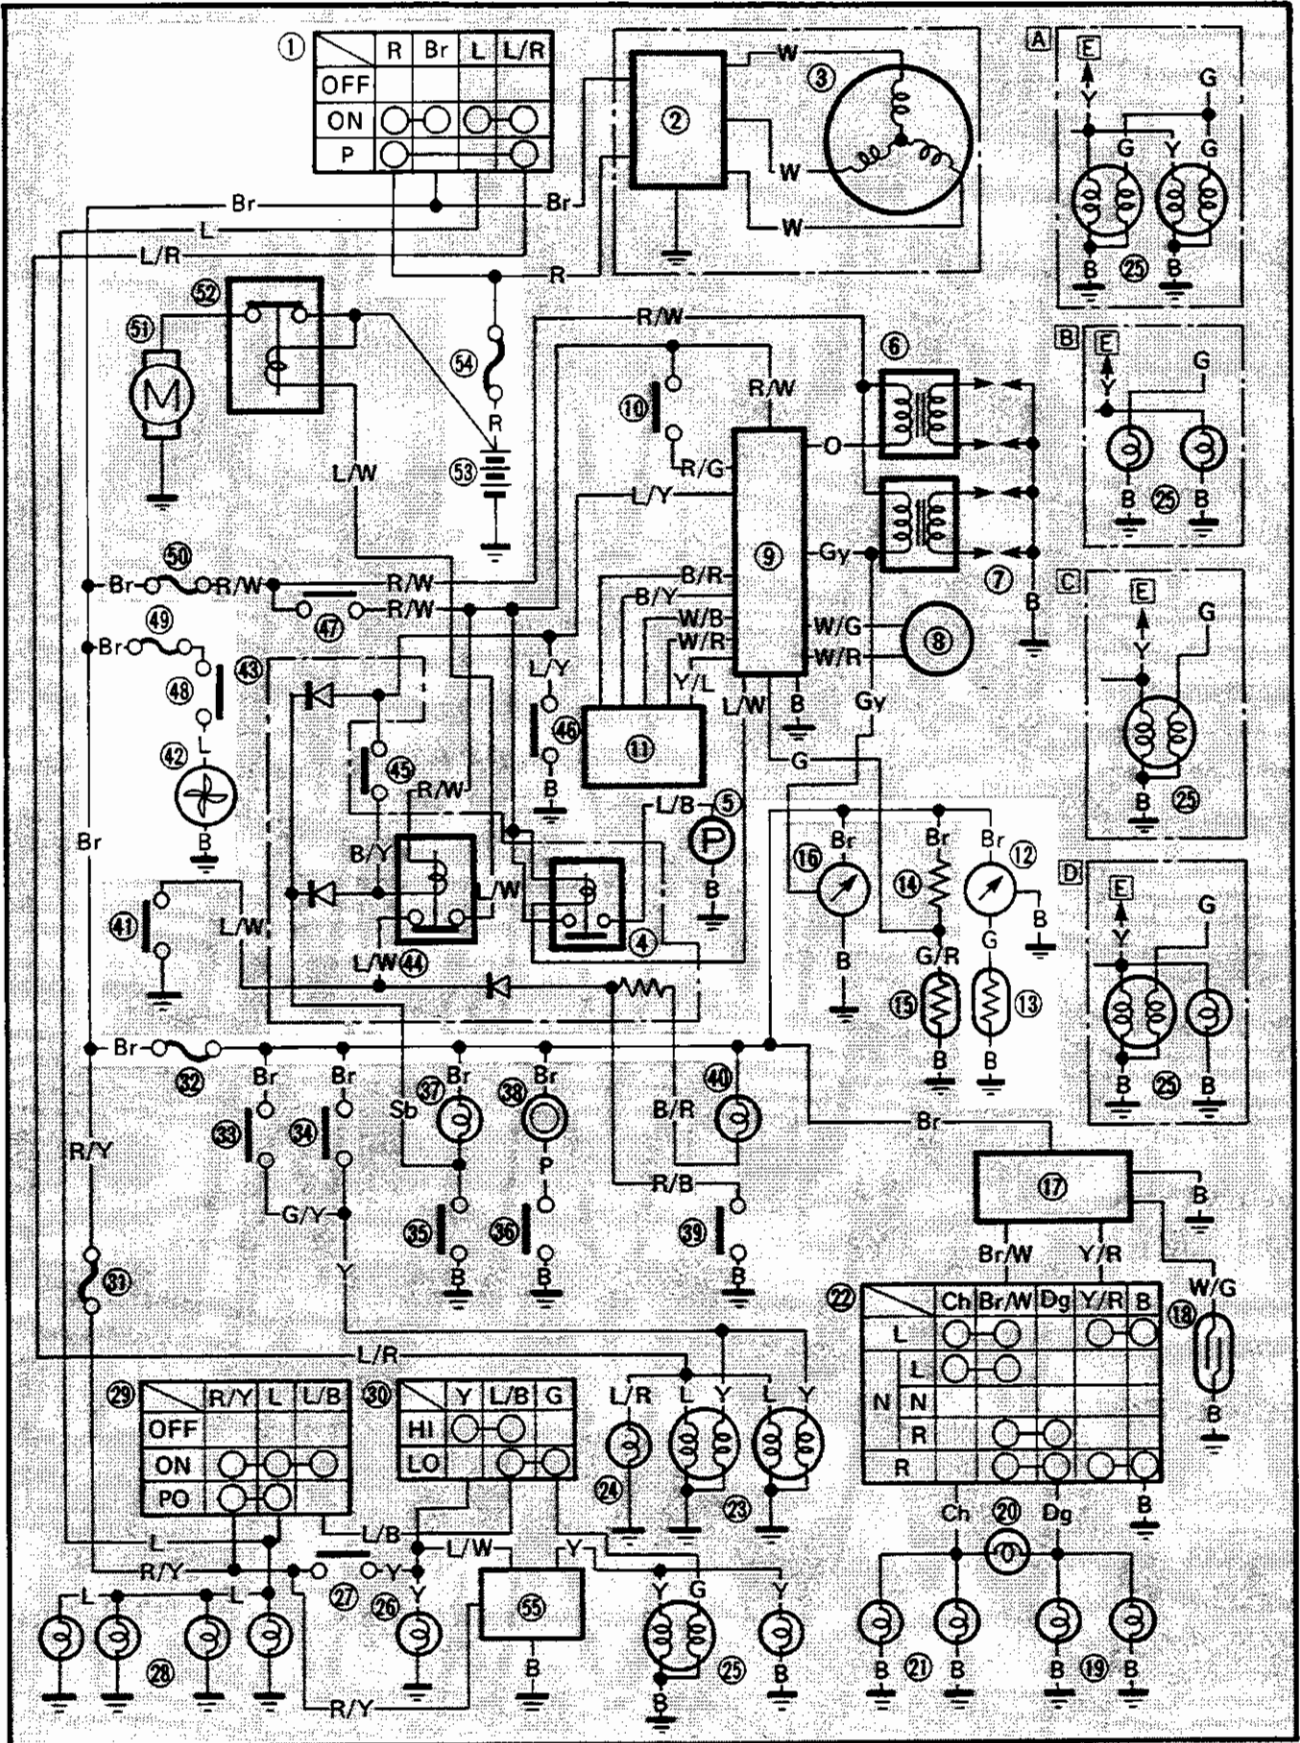 ① R Br L L/R
OFF
ON
P
② ③ W
W
W
Br Br
L
L/R
R
A E G
Y
G Y G
B ㉕ B
B E G
Y
B ㉕ B
C E G
Y
B ㉕
D E G
Y
B ㉕ B
52
51 M
54
R
53
L/W
R/W
⑥
⑩ R/W
R/G
O
L/Y
⑨
Gy
⑦
B
B/R
B/Y
W/B
W/R
Y/L
W/G ⑧
W/R
50
Br R/W R/W
R/W
47
49
Br
43
48
L
42
B
L/Y
46
B
⑪
L/W B
Gy
G
45
R/W
L/B ⑤
P
B
B/Y
L/W
④
Br
41
L/W
L/W 44
Br Br Br
⑯ ⑭ ⑫
B
G
G/R
B
⑮ ⑬
B B
Br
32
Br Br Br Br
33 34 37 38 40
Sb
B/R
P
R/B
G/Y
Y
35 36 39
B B B
R/Y
31
Br
⑰
B
Br/W Y/R
W/G
⑱
B
㉒ Ch Br/W Dg Y/R B
L
N L
N
R
R
Ch ⑳ Dg B
B ㉑ B B ⑲ B
L/R
㉙ R/Y L L/B
OFF
ON
PO
㉚ Y L/B G
HI
LO
L/R L Y L Y
㉔ ㉓
L
L/B
L/W
Y
R/Y
㉗ Y
㉖ Y
55
B
Y G Y
㉕
B B
L L
㉘
R/Y